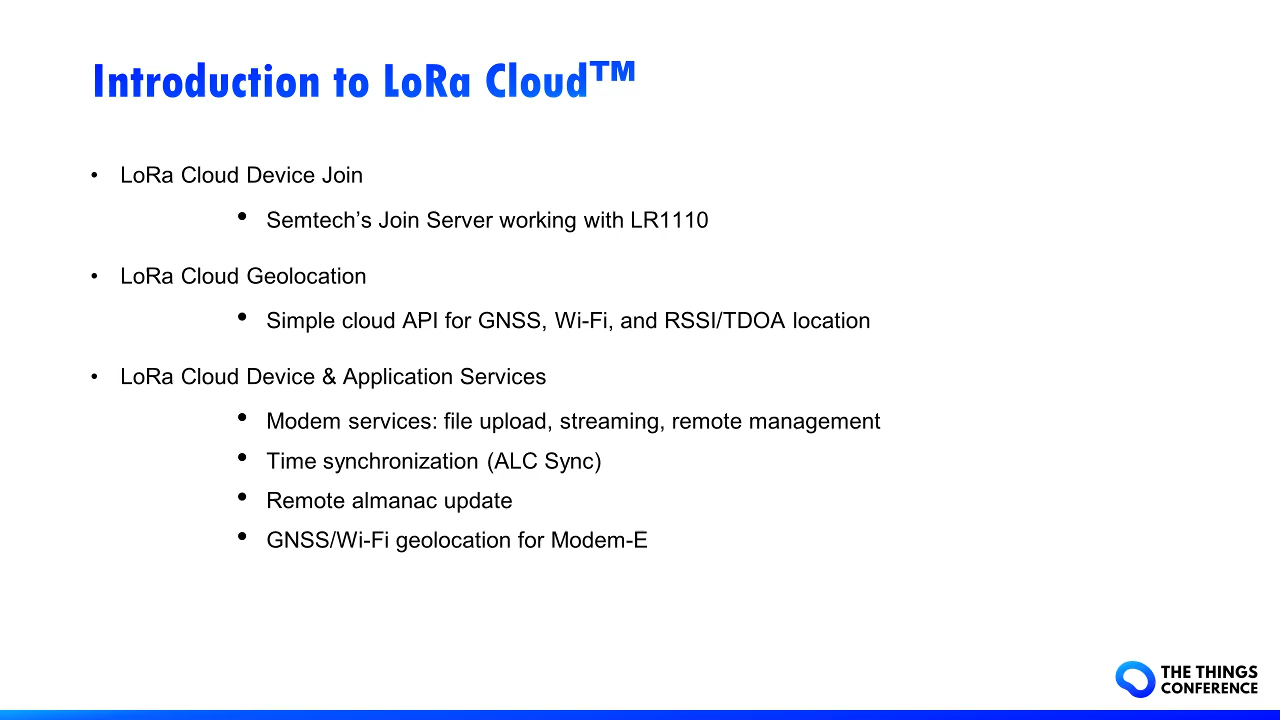 Introduction to LoRa Cloud™
• LoRa Cloud Device Join
• Semtech’s Join Server working with LR1110
• LoRa Cloud Geolocation
• Simple cloud API for GNSS, Wi-Fi, and RSSI/TDOA location
• LoRa Cloud Device & Application Services
• Modem services: file upload, streaming, remote management
• Time synchronization (ALC Sync)
• Remote almanac update
• GNSS/Wi-Fi geolocation for Modem-E
THE THINGS
CONFERENCE